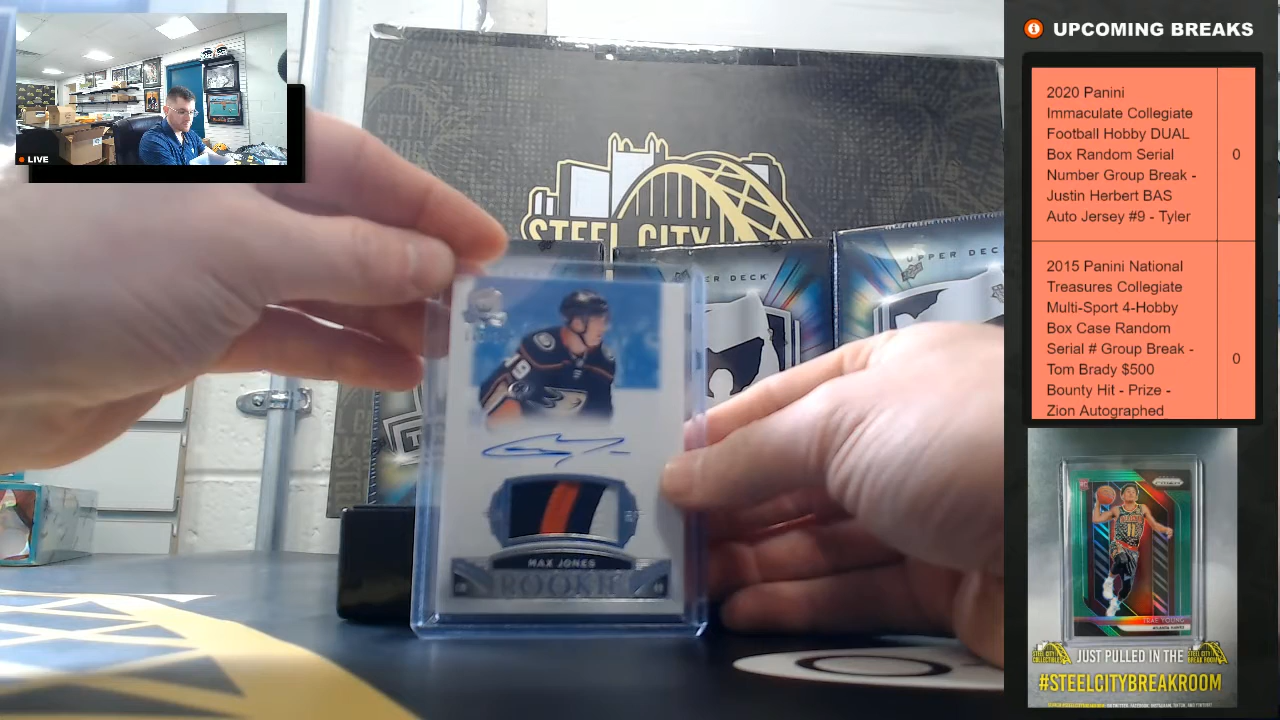 LIVE
UPCOMING BREAKS
2020 Panini
Immaculate Collegiate
Football Hobby DUAL
Box Random Serial
Number Group Break -
Justin Herbert BAS
Auto Jersey #9 - Tyler
0
2015 Panini National
Treasures Collegiate
Multi-Sport 4-Hobby
Box Case Random
Serial # Group Break -
Tom Brady $500
Bounty Hit - Prize -
Zion Autographed
0
STEEL CITY
DECK
UPPER DEC
MAX JONES
ROOKIE
TRAE YOUNG
JUST PULLED IN THE
#STEELCITYBREAKROOM